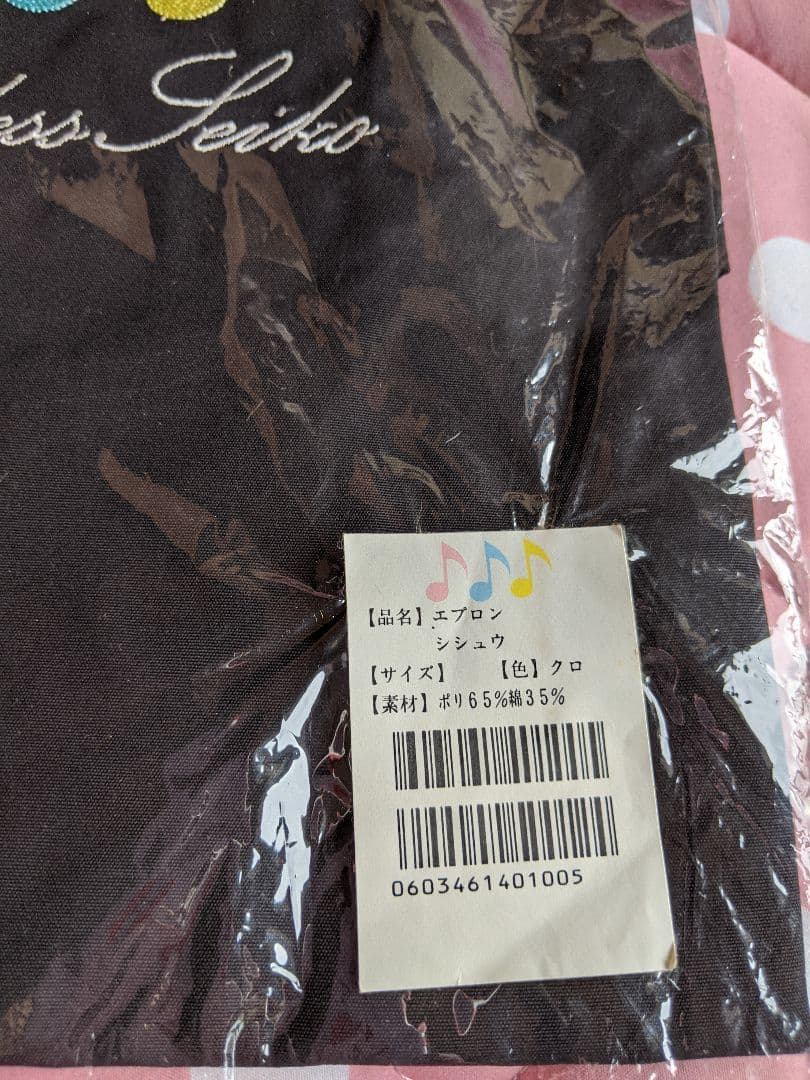 Seiko
【品名】エプロン
シシュウ
【サイズ】 【色】クロ
【素材】ポリ65%綿35%
0603461401005